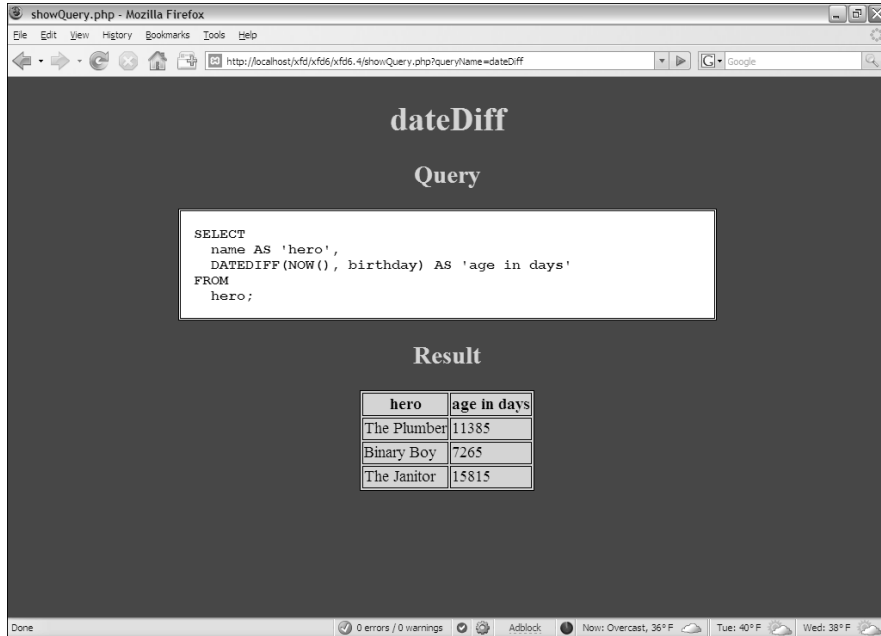 showQuery.php - Mozilla Firefox
File Edit View History Bookmarks Tools Help
http://localhost/xfd/xfd6/xfd6.4/showQuery.php?queryName=dateDiff
G Google
dateDiff
Query
SELECT
name AS 'hero',
DATEDIFF(NOW(), birthday) AS 'age in days'
FROM
hero;
Result
hero age in days
The Plumber 11385
Binary Boy 7265
The Janitor 15815
Done 0 errors / 0 warnings Adblock Now: Overcast, 36° F Tue: 40° F Wed: 38° F